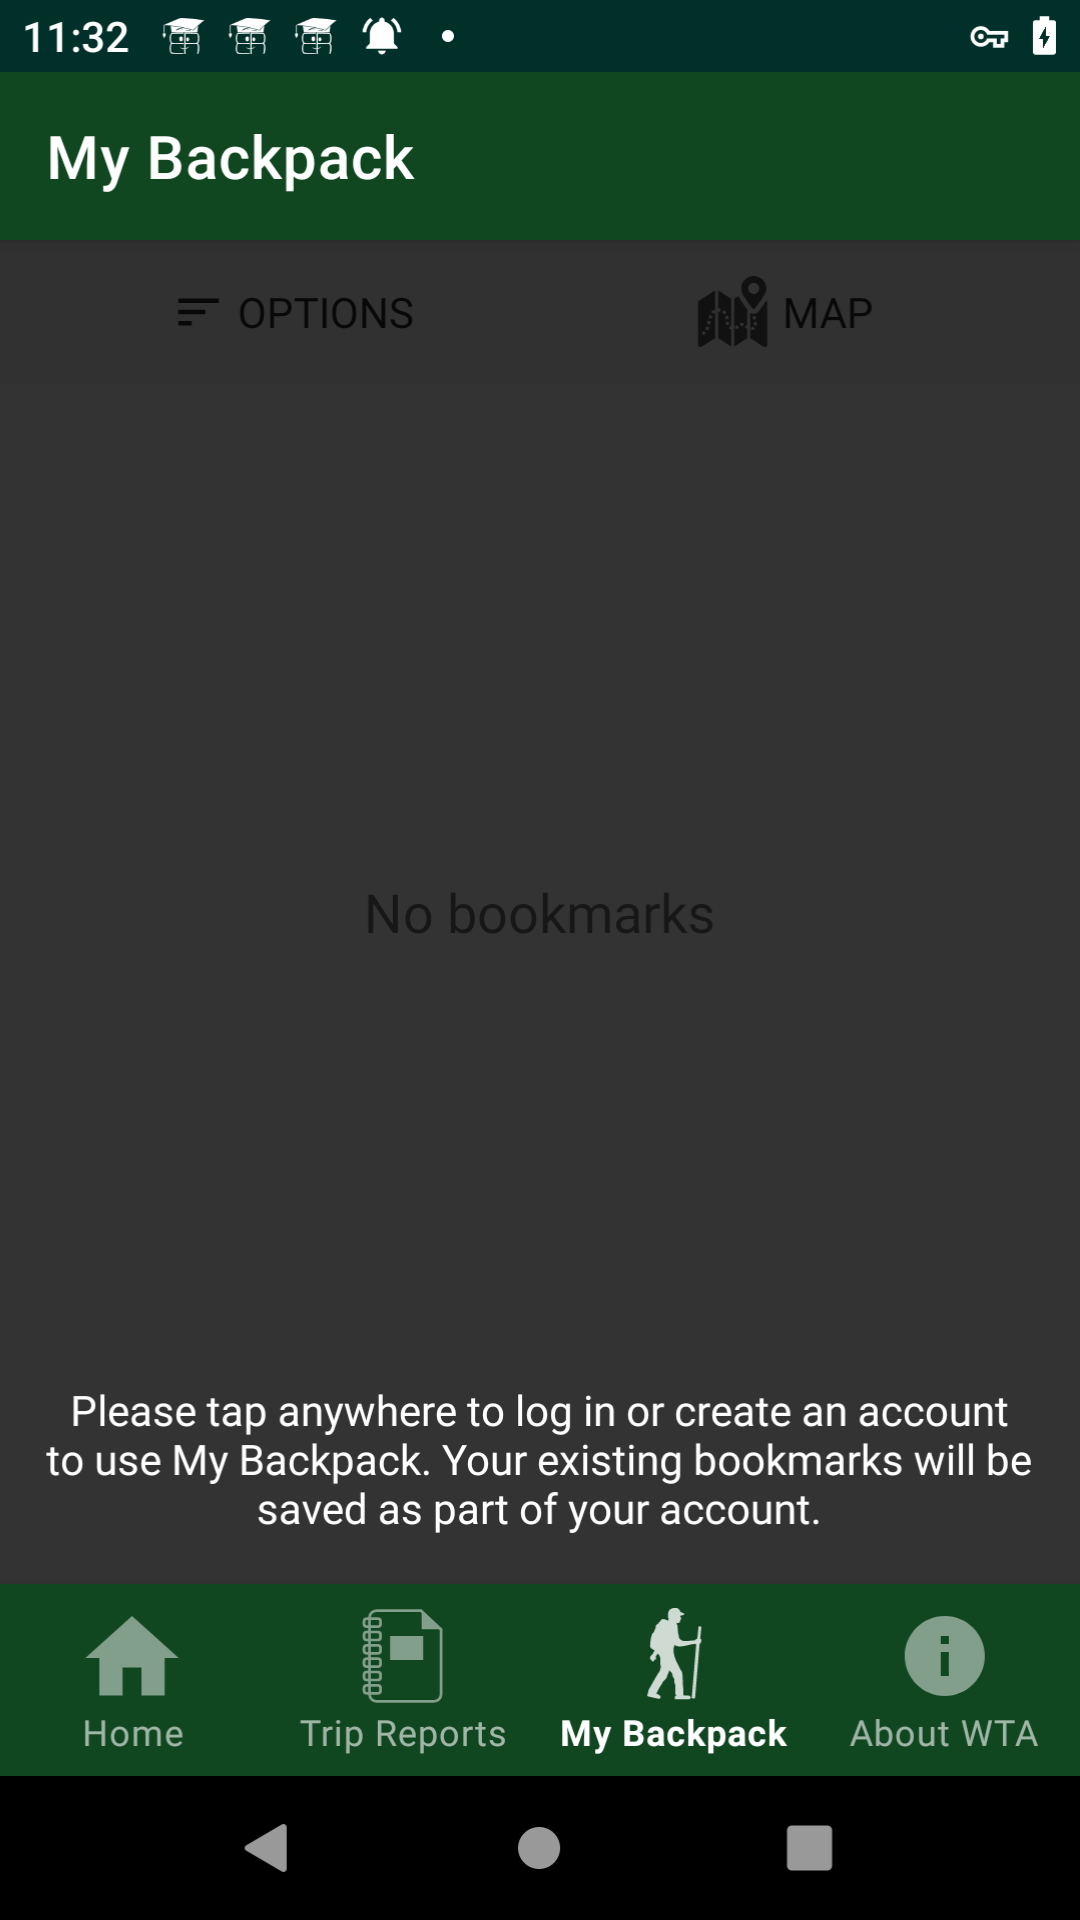 11:32
My Backpack
OPTIONS MAP
No bookmarks
Please tap anywhere to log in or create an account
to use My Backpack. Your existing bookmarks will be
saved as part of your account.
Home Trip Reports My Backpack About WTA